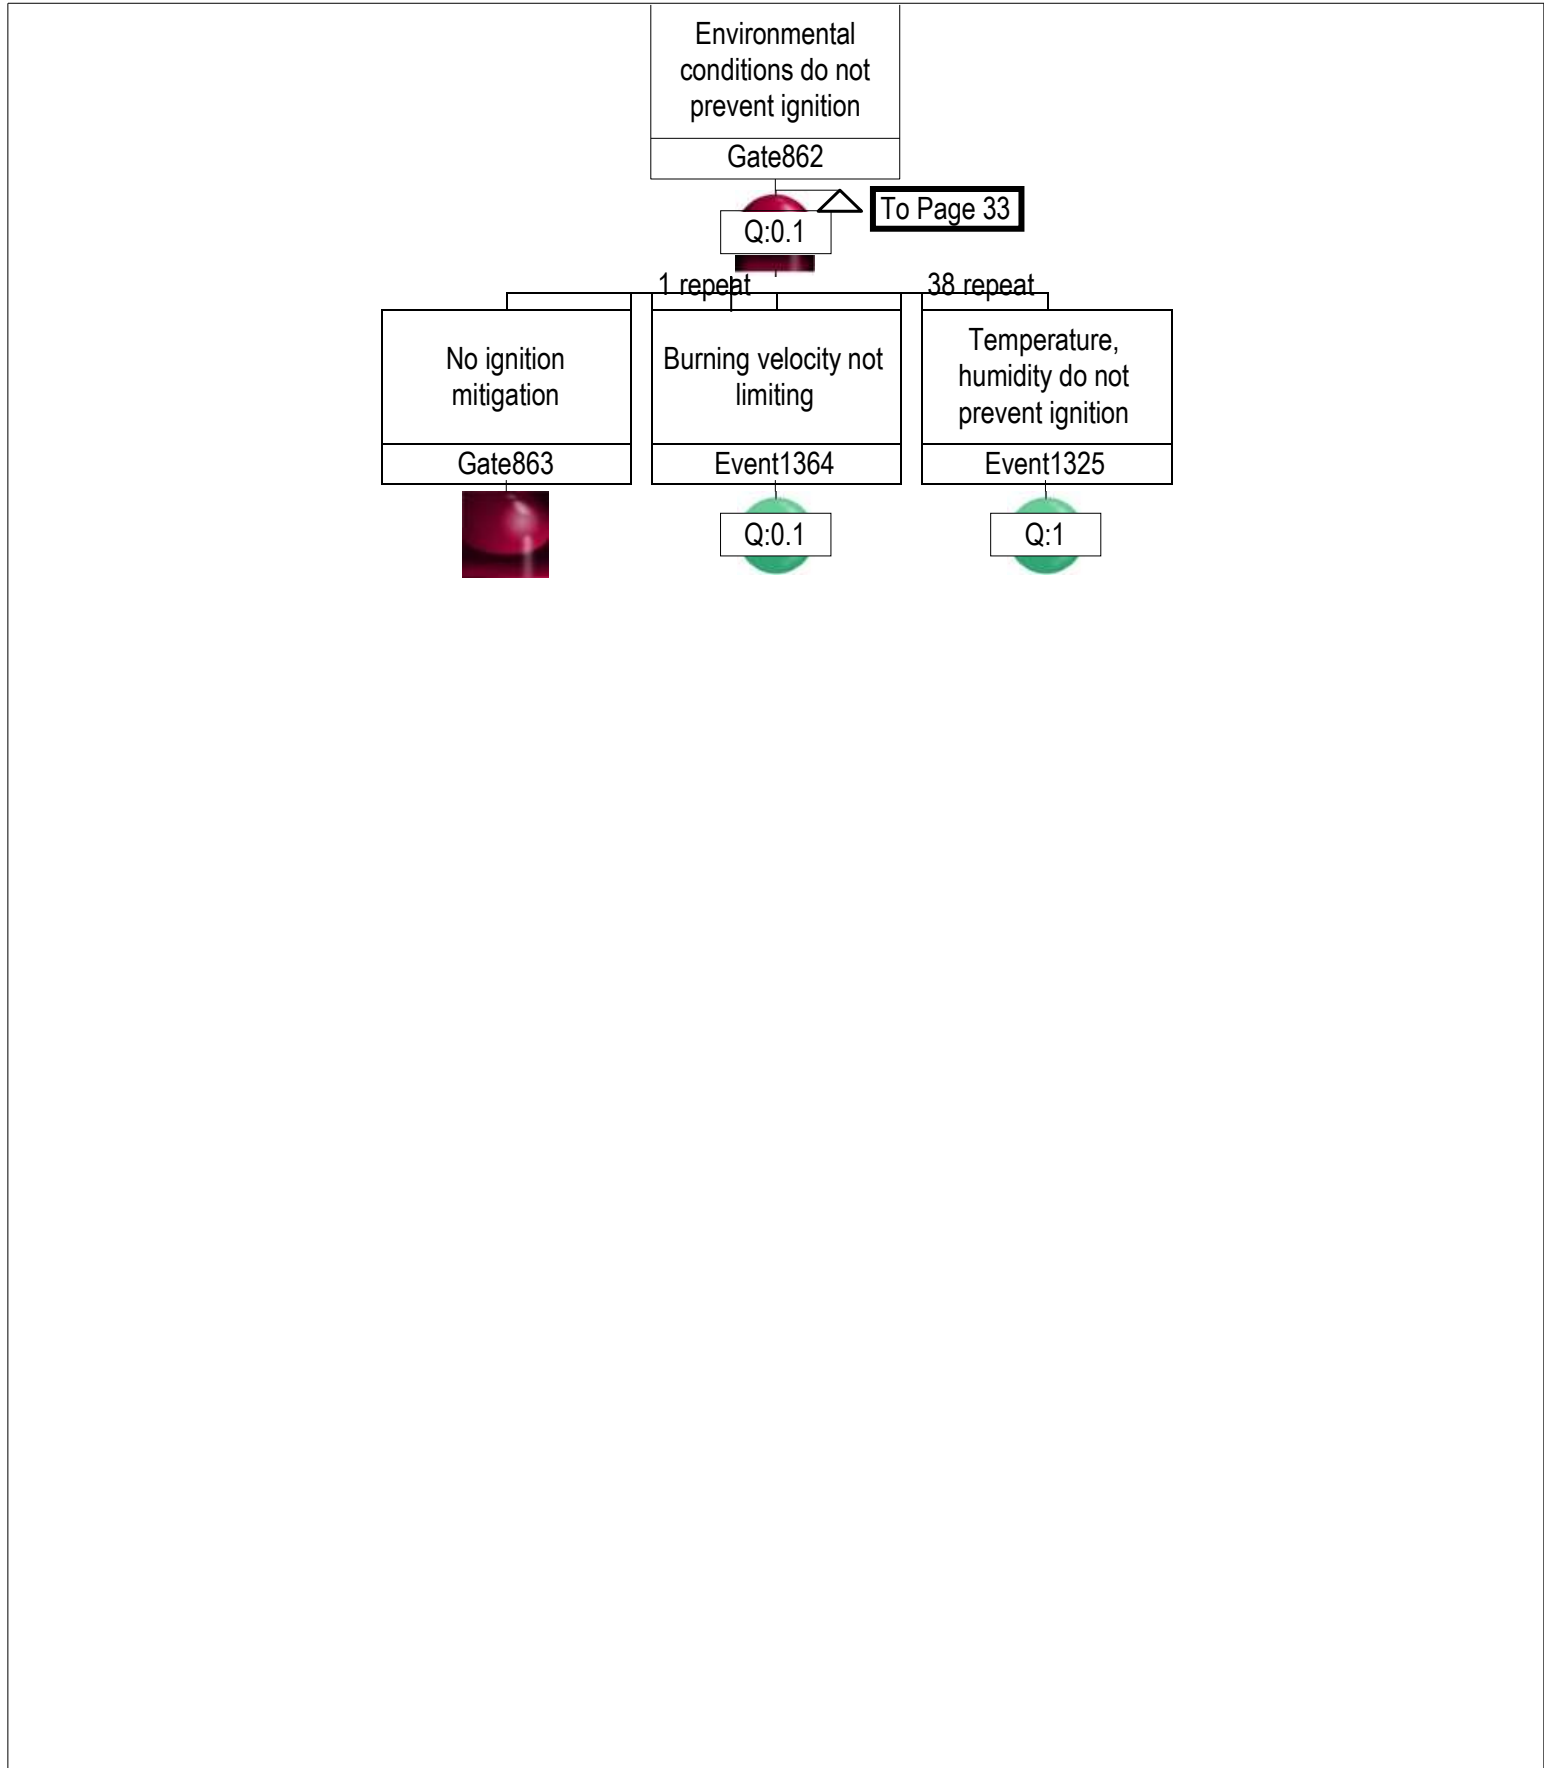 Environmental
conditions do not
prevent ignition
Gate862
To Page 33
Q:0.1
1 repeat
38 repeat
No ignition
mitigation
Gate863
Burning velocity not
limiting
Event1364
Q:0.1
Temperature,
humidity do not
prevent ignition
Event1325
Q:1